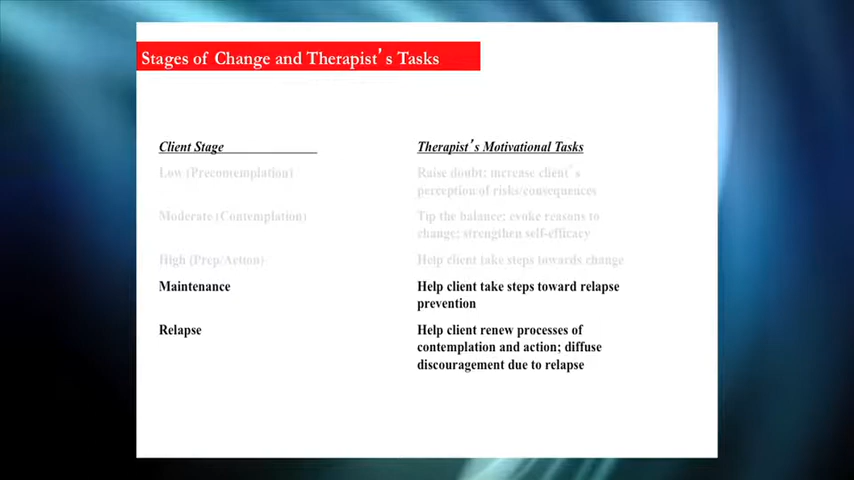 Stages of Change and Therapist's Tasks
Client Stage Therapist's Motivational Tasks
Low (Precontemplation) Raise doubt; increase client's
perception of risks/consequences
Moderate (Contemplation) Tip the balance; evoke reasons to
change; strengthen self-efficacy
High (Prep/Action) Help client take steps towards change
Maintenance Help client take steps toward relapse
prevention
Relapse Help client renew processes of
contemplation and action; diffuse
discouragement due to relapse